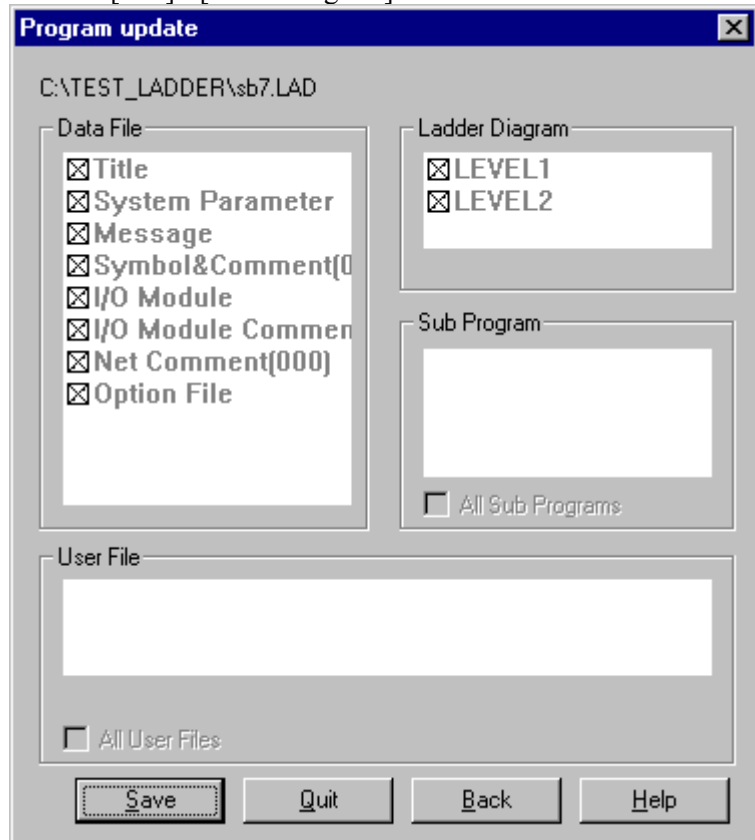 Program update
C:\TEST_LADDER\sb7.LAD
Data File
Title
System Parameter
Message
Symbol&Comment(0
I/O Module
I/O Module Commen
Net Comment(000)
Option File
Ladder Diagram
LEVEL1
LEVEL2
Sub Program
All Sub Programs
User File
All User Files
Save Quit Back Help